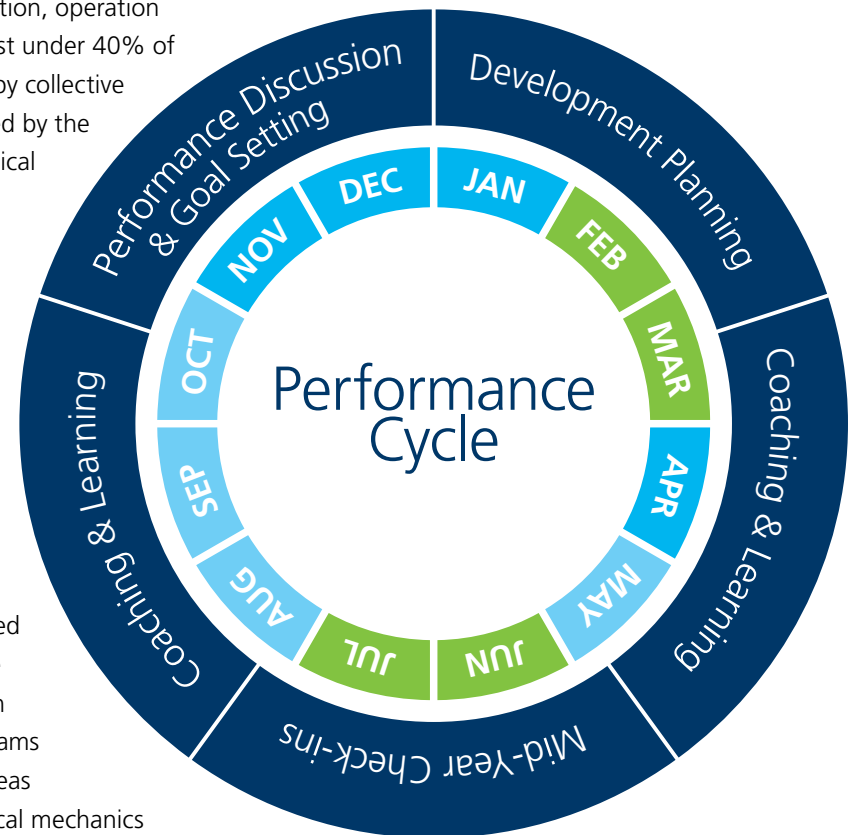 tion, operation
st under 40% of
by collective
ed by the
ical
ed
n
ams
eas
cal mechanics
Performance Discussion
& Goal Setting
Development Planning
Coaching & Learning
Mid-Year Check-ins
Coaching & Learning
JAN
FEB
MAR
APR
MAY
JUN
JUL
AUG
SEP
OCT
NOV
DEC
Performance
Cycle